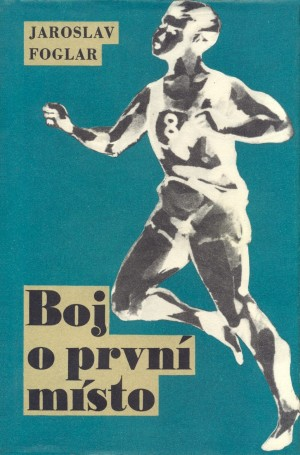 JAROSLAV
FOGLAR
8
Boj
o první
místo